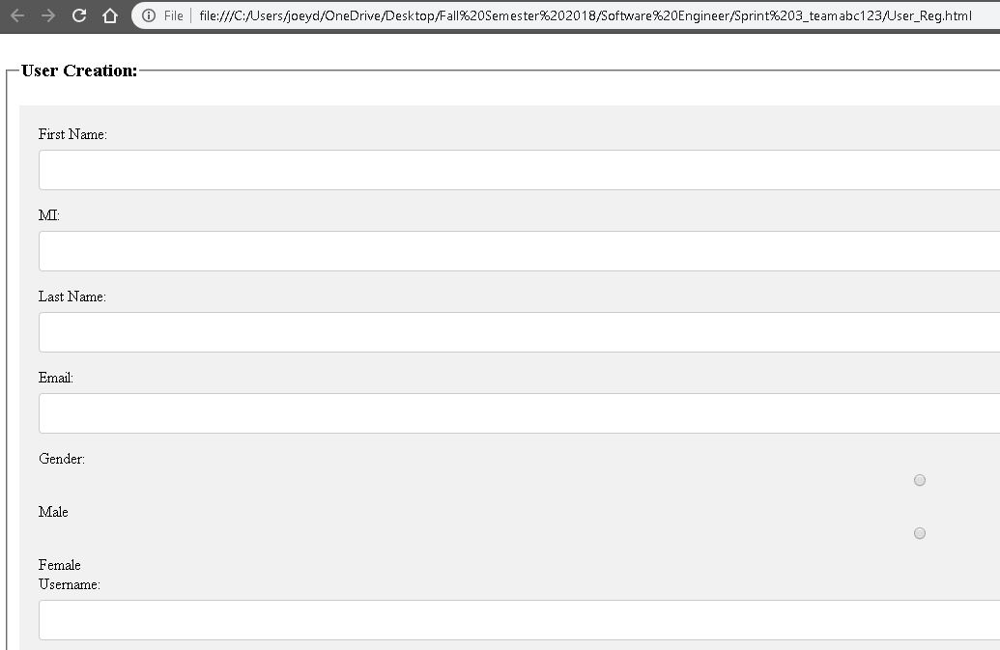 File file:///C:/Users/joeyd/OneDrive/Desktop/Fall%20Semester%202018/Software%20Engineer/Sprint%203_teamabc123/User_Reg.html
User Creation:
First Name:
MI:
Last Name:
Email:
Gender:
Male
Female
Username: